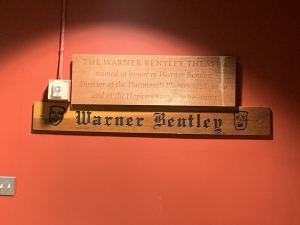 THE WARNER BENTLEY THEATER
named in honor of Warner Bentley
Director of the Dartmouth Players
and of the Hopkins Center
Warner Bentley